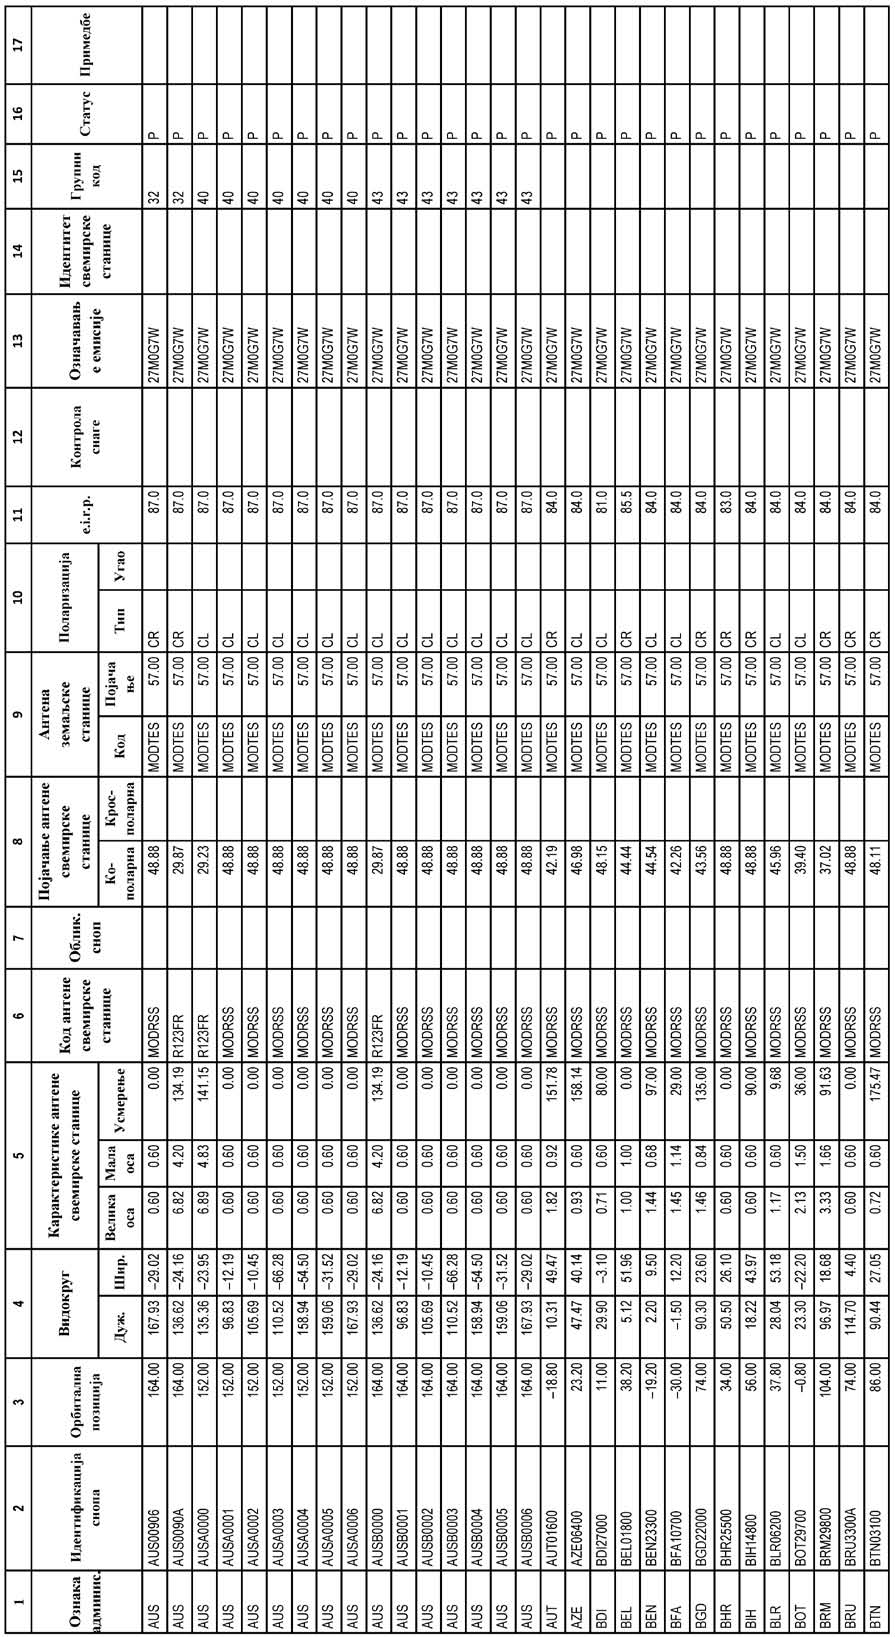 1 2 3 4 5 6 7 8 9 10 11 12 13 14 15 16 17
Ознака админис. Идентификација снопа Орбитална позиција Видокруг Карактеристике антене свемирске станице Код антене свемирске станице Облик. сноп Појачање антене свемирске станице Антена земаљске станице Поларизација e.i.r.p. Контрола снаге Означавање емисије Идентитет свемирске станице Групни код Статус Примедбе
Дуж. Шир. Велика оса Мала оса Усмерење Ко-поларна Крос-поларна Код Појачање Тип Угао
AUS AUS00906 164.00 167.93 −29.02 0.60 0.60 0.00 MODRSS 48.88 MODTES 57.00 CR 87.0 27M0G7W 32 P
AUS AUS0090A 164.00 136.62 −24.16 6.82 4.20 134.19 R123FR 29.87 MODTES 57.00 CR 87.0 27M0G7W 32 P
AUS AUSA0000 152.00 135.36 −23.95 6.89 4.83 141.15 R123FR 29.23 MODTES 57.00 CL 87.0 27M0G7W 40 P
AUS AUSA0001 152.00 96.83 −12.19 0.60 0.60 0.00 MODRSS 48.88 MODTES 57.00 CL 87.0 27M0G7W 40 P
AUS AUSA0002 152.00 105.69 −10.45 0.60 0.60 0.00 MODRSS 48.88 MODTES 57.00 CL 87.0 27M0G7W 40 P
AUS AUSA0003 152.00 110.52 −66.28 0.60 0.60 0.00 MODRSS 48.88 MODTES 57.00 CL 87.0 27M0G7W 40 P
AUS AUSA0004 152.00 158.94 −54.50 0.60 0.60 0.00 MODRSS 48.88 MODTES 57.00 CL 87.0 27M0G7W 40 P
AUS AUSA0005 152.00 159.06 −31.52 0.60 0.60 0.00 MODRSS 48.88 MODTES 57.00 CL 87.0 27M0G7W 40 P
AUS AUSA0006 152.00 167.93 −29.02 0.60 0.60 0.00 MODRSS 48.88 MODTES 57.00 CL 87.0 27M0G7W 40 P
AUS AUSB0000 164.00 136.62 −24.16 6.82 4.20 134.19 R123FR 29.87 MODTES 57.00 CL 87.0 27M0G7W 43 P
AUS AUSB0001 164.00 96.83 −12.19 0.60 0.60 0.00 MODRSS 48.88 MODTES 57.00 CL 87.0 27M0G7W 43 P
AUS AUSB0002 164.00 105.69 −10.45 0.60 0.60 0.00 MODRSS 48.88 MODTES 57.00 CL 87.0 27M0G7W 43 P
AUS AUSB0003 164.00 110.52 −66.28 0.60 0.60 0.00 MODRSS 48.88 MODTES 57.00 CL 87.0 27M0G7W 43 P
AUS AUSB0004 164.00 158.94 −54.50 0.60 0.60 0.00 MODRSS 48.88 MODTES 57.00 CL 87.0 27M0G7W 43 P
AUS AUSB0005 164.00 159.06 −31.52 0.60 0.60 0.00 MODRSS 48.88 MODTES 57.00 CL 87.0 27M0G7W 43 P
AUS AUSB0006 164.00 167.93 −29.02 0.60 0.60 0.00 MODRSS 48.88 MODTES 57.00 CL 87.0 27M0G7W 43 P
AUT AUT01600 −18.80 10.31 49.47 1.82 0.92 151.78 MODRSS 42.19 MODTES 57.00 CR 84.0 27M0G7W P
AZE AZE06400 23.20 47.47 40.14 0.93 0.60 158.14 MODRSS 46.98 MODTES 57.00 CL 84.0 27M0G7W P
BDI BDI27000 11.00 29.90 −3.10 0.71 0.60 80.00 MODRSS 48.15 MODTES 57.00 CL 81.0 27M0G7W P
BEL BEL01800 38.20 5.12 51.96 1.00 1.00 0.00 MODRSS 44.44 MODTES 57.00 CR 85.5 27M0G7W P
BEN BEN23300 −19.20 2.20 9.50 1.44 0.68 97.00 MODRSS 44.54 MODTES 57.00 CL 84.0 27M0G7W P
BFA BFA10700 −30.00 −1.50 12.20 1.45 1.14 29.00 MODRSS 42.26 MODTES 57.00 CL 84.0 27M0G7W P
BGD BGD22000 74.00 90.30 23.60 1.46 0.84 135.00 MODRSS 43.56 MODTES 57.00 CR 84.0 27M0G7W P
BHR BHR25500 34.00 50.50 26.10 0.60 0.60 0.00 MODRSS 48.88 MODTES 57.00 CR 83.0 27M0G7W P
BIH BIH14800 56.00 18.22 43.97 0.60 0.60 90.00 MODRSS 48.88 MODTES 57.00 CR 84.0 27M0G7W P
BLR BLR06200 37.80 28.04 53.18 1.17 0.60 9.68 MODRSS 45.96 MODTES 57.00 CL 84.0 27M0G7W P
BOT BOT29700 −0.80 23.30 −22.20 2.13 1.50 36.00 MODRSS 39.40 MODTES 57.00 CL 84.0 27M0G7W P
BRM BRM29800 104.00 96.97 18.68 3.33 1.66 91.63 MODRSS 37.02 MODTES 57.00 CR 84.0 27M0G7W P
BRU BRU3300A 74.00 114.70 4.40 0.60 0.60 0.00 MODRSS 48.88 MODTES 57.00 CR 84.0 27M0G7W P
BTN BTN03100 86.00 90.44 27.05 0.72 0.60 175.47 MODRSS 48.11 MODTES 57.00 CR 84.0 27M0G7W P